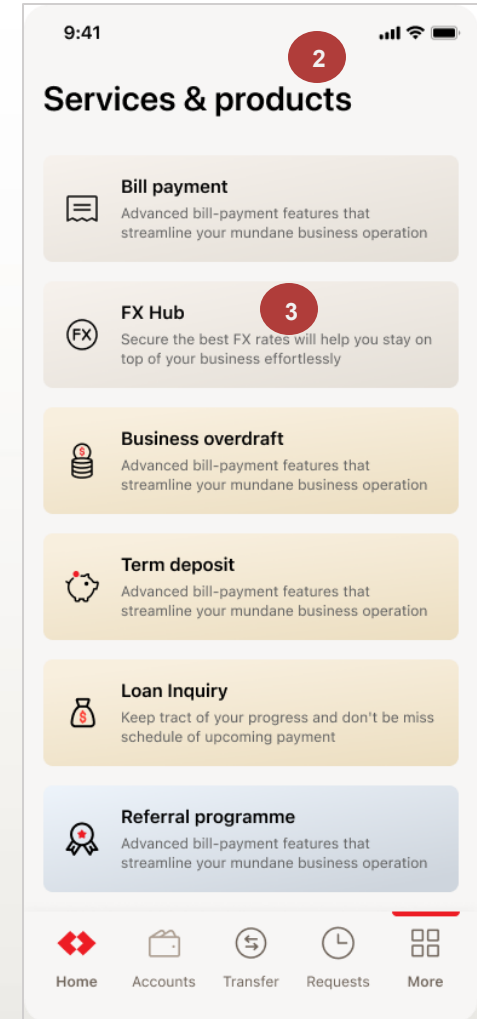 9:41
2
Services & products
Bill payment
Advanced bill-payment features that
streamline your mundane business operation
FX Hub
3
FX
Secure the best FX rates will help you stay on
top of your business effortlessly
$
Business overdraft
Advanced bill-payment features that
streamline your mundane business operation
Term deposit
Advanced bill-payment features that
streamline your mundane business operation
Loan Inquiry
$
Keep tract of your progress and don't be miss
schedule of upcoming payment
Referral programme
Advanced bill-payment features that
streamline your mundane business operation
Home Accounts Transfer Requests More